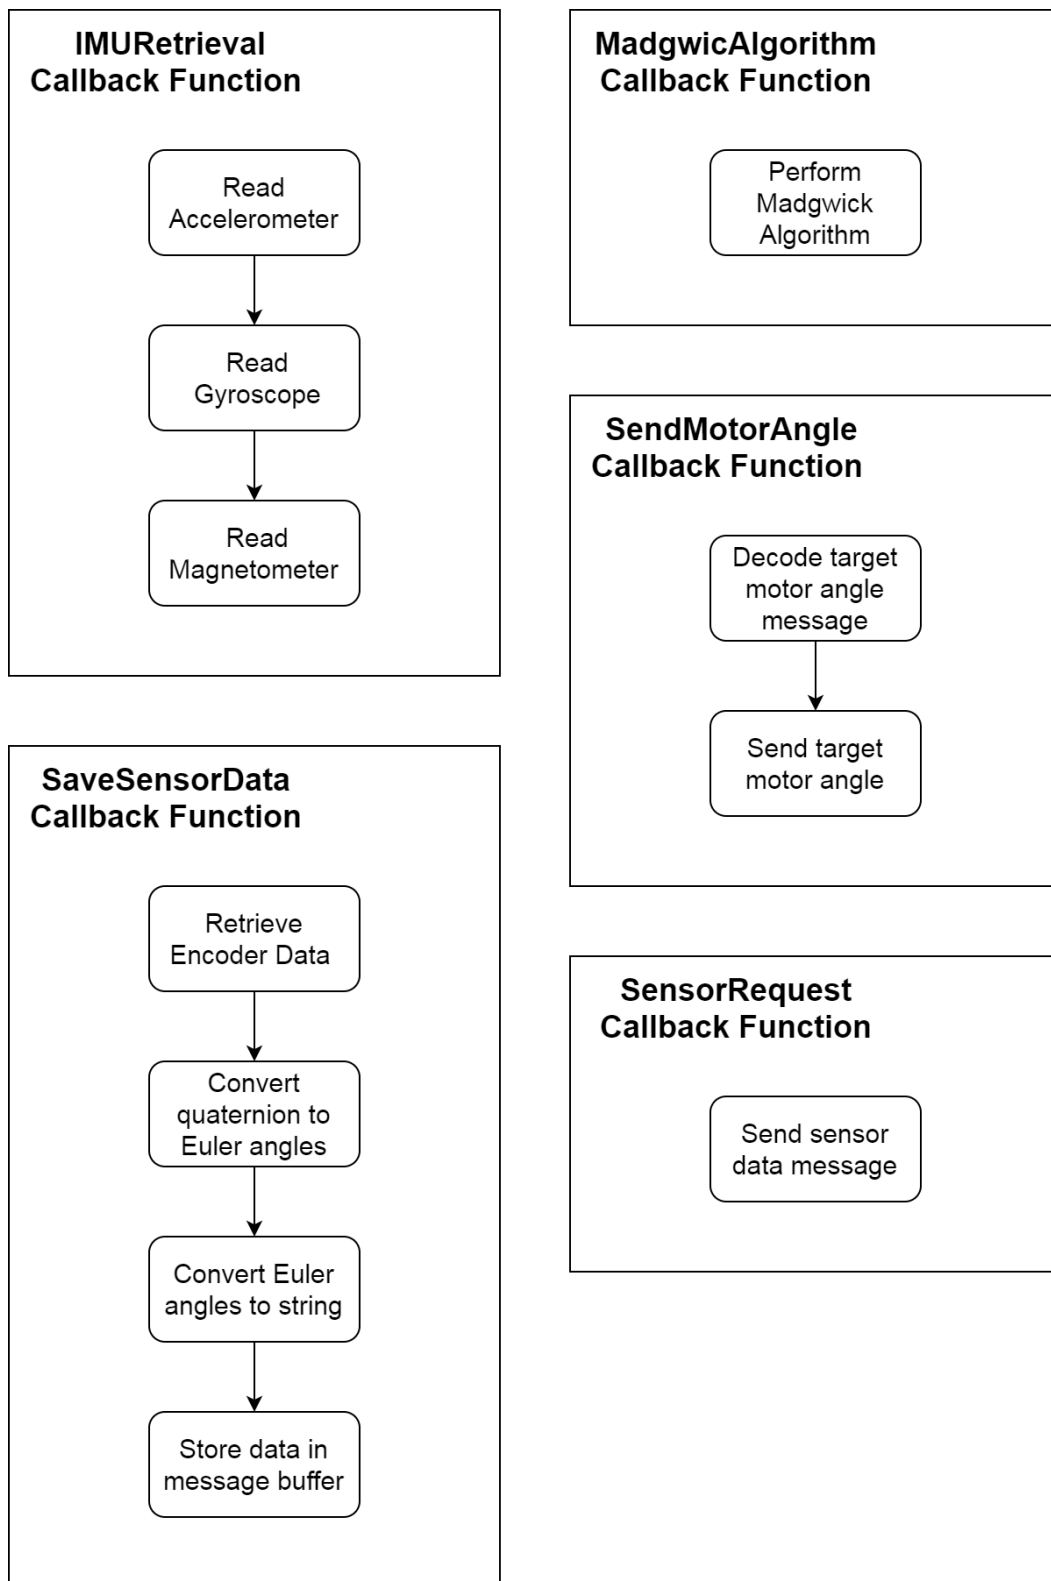 IMURetrieval
Callback Function
Read
Accelerometer
Read
Gyroscope
Read
Magnetometer
SaveSensorData
Callback Function
Retrieve
Encoder Data
Convert
quaternion to
Euler angles
Convert Euler
angles to string
Store data in
message buffer
MadgwicAlgorithm
Callback Function
Perform
Madgwick
Algorithm
SendMotorAngle
Callback Function
Decode target
motor angle
message
Send target
motor angle
SensorRequest
Callback Function
Send sensor
data message